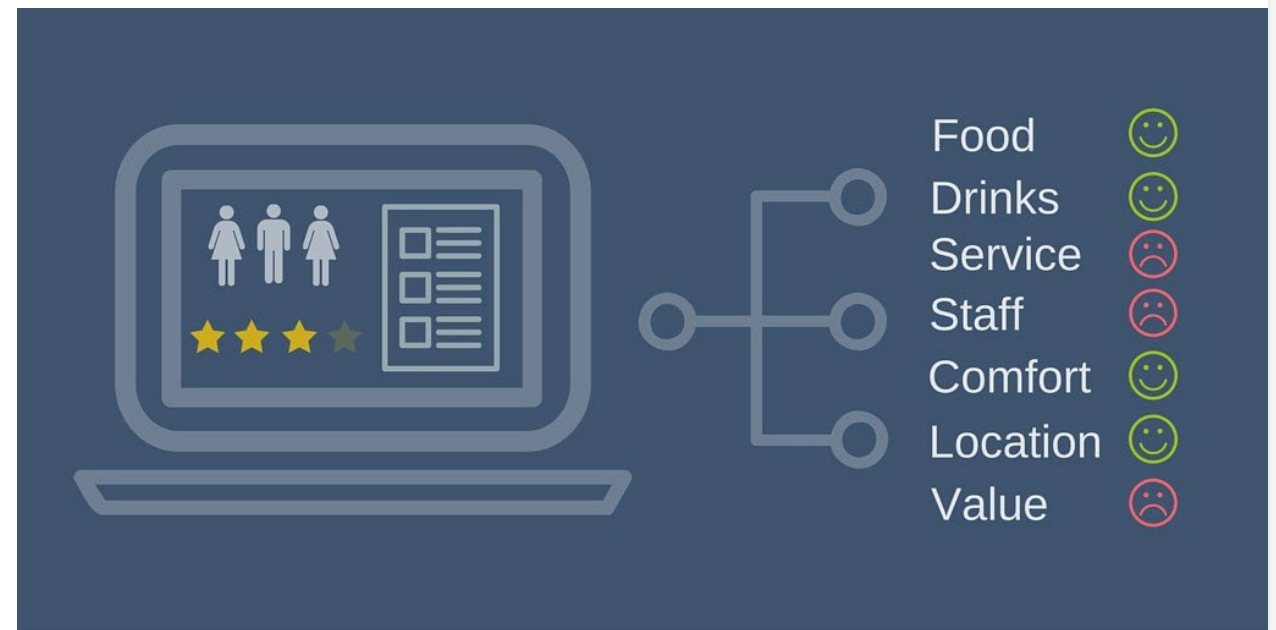 Food
Drinks
Service
Staff
Comfort
Location
Value